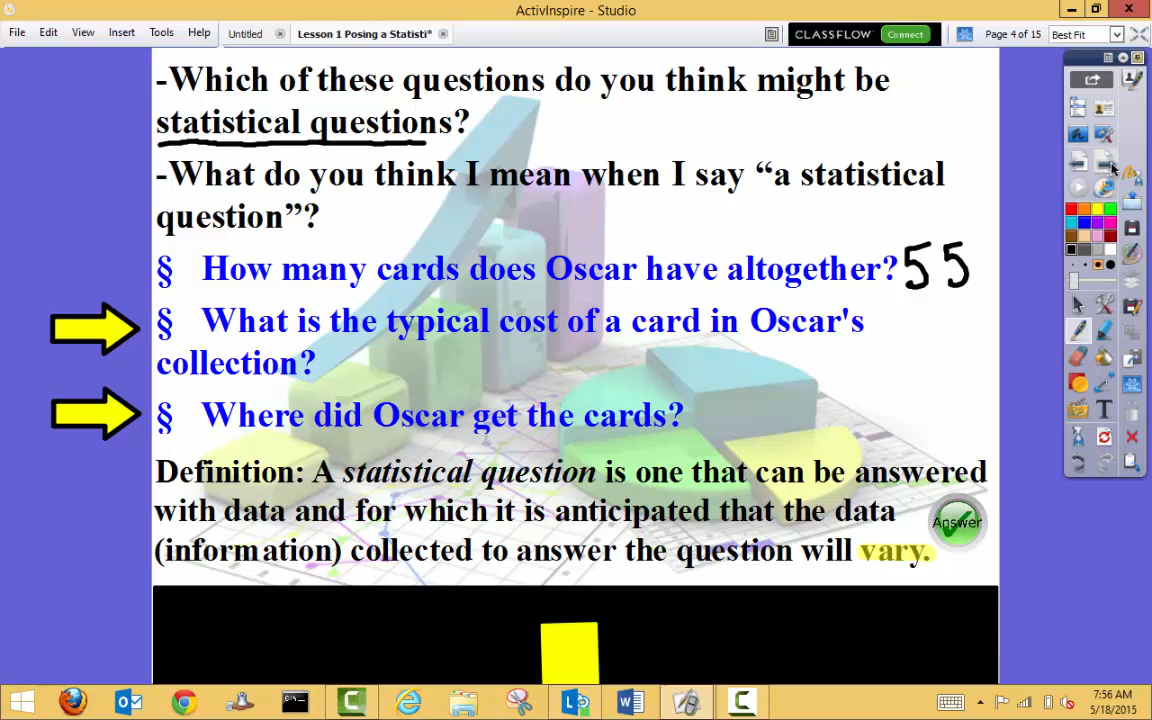 ActivInspire - Studio
File Edit View Insert Tools Help Untitled Lesson 1 Posing a Statisti* CLASSFLOW Connect Page 4 of 15 Best Fit
-Which of these questions do you think might be
statistical questions?
-What do you think I mean when I say “a statistical
question”?
§ How many cards does Oscar have altogether? 55
§ What is the typical cost of a card in Oscar's
collection?
§ Where did Oscar get the cards?
Definition: A statistical question is one that can be answered
with data and for which it is anticipated that the data
(information) collected to answer the question will vary.
Answer
7:56 AM
5/18/2015